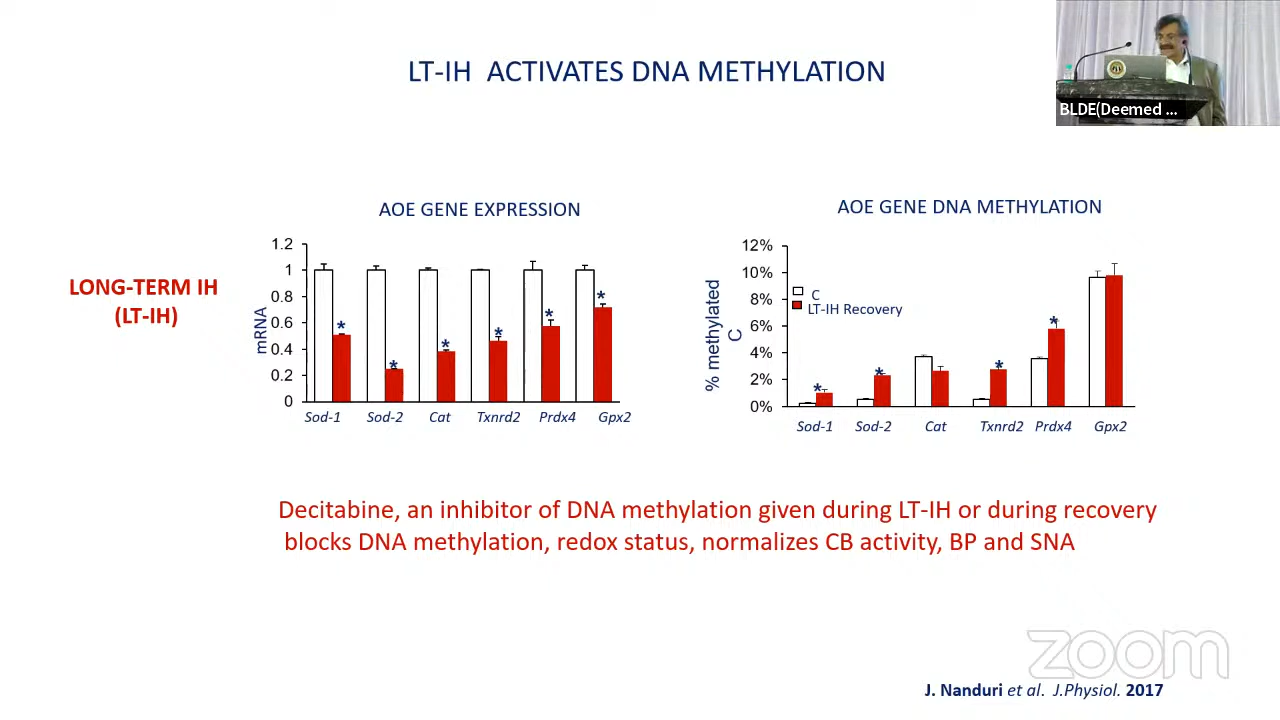 LT-IH ACTIVATES DNA METHYLATION
BLDE(Deemed ...
LONG-TERM IH
(LT-IH)
AOE GENE EXPRESSION
mRNA
1.2
1
0.8
0.6
0.4
0.2
0
*
*
*
*
*
*
Sod-1 Sod-2 Cat Txnrd2 Prdx4 Gpx2
AOE GENE DNA METHYLATION
% methylated
C
12%
10%
8%
6%
4%
2%
0%
C
LT-IH Recovery
*
*
*
*
Sod-1 Sod-2 Cat Txnrd2 Prdx4 Gpx2
Decitabine, an inhibitor of DNA methylation given during LT-IH or during recovery
blocks DNA methylation, redox status, normalizes CB activity, BP and SNA
zoom
J. Nanduri et al. J.Physiol. 2017